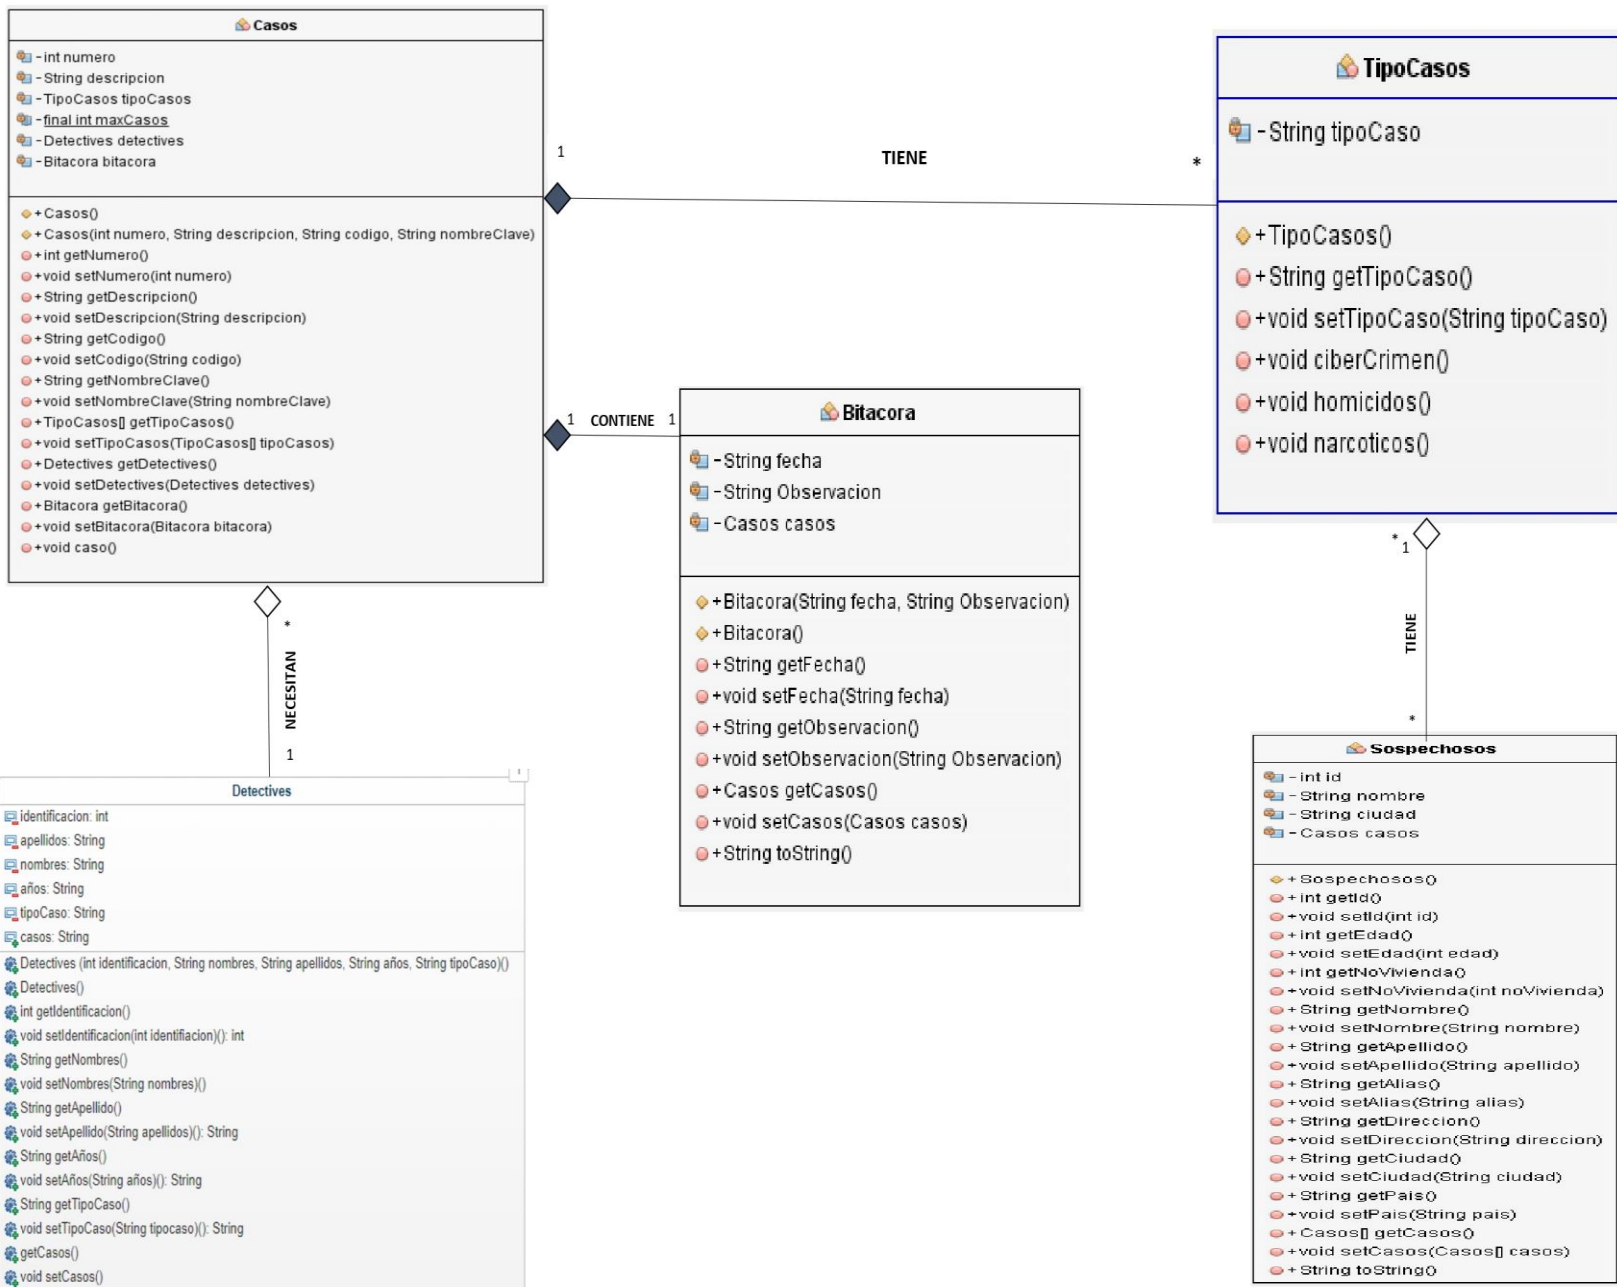 Casos
-int numero
-String descripcion
-TipoCasos tipoCasos
-final int maxCasos
-Detectives detectives
-Bitacora bitacora
+Casos()
+Casos(int numero, String descripcion, String codigo, String nombreClave)
+int getNumero()
+void setNumero(int numero)
+String getDescripcion()
+void setDescripcion(String descripcion)
+String getCodigo()
+void setCodigo(String codigo)
+String getNombreClave()
+void setNombreClave(String nombreClave)
+TipoCasos[] getTipoCasos()
+void setTipoCasos(TipoCasos[] tipoCasos)
+Detectives getDetectives()
+void setDetectives(Detectives detectives)
+Bitacora getBitacora()
+void setBitacora(Bitacora bitacora)
+void caso()
1
TIENE
*
TipoCasos
-String tipoCaso
+TipoCasos()
+String getTipoCaso()
+void setTipoCaso(String tipoCaso)
+void ciberCrimen()
+void homicidos()
+void narcoticos()
1 CONTIENE 1
Bitacora
-String fecha
-String Observacion
-Casos casos
+Bitacora(String fecha, String Observacion)
+Bitacora()
+String getFecha()
+void setFecha(String fecha)
+String getObservacion()
+void setObservacion(String Observacion)
+Casos getCasos()
+void setCasos(Casos casos)
+String toString()
*
NECESITAN
1
1
Detectives
identificacion: int
apellidos: String
nombres: String
años: String
tipoCaso: String
casos: String
Detectives (int identificacion, String nombres, String apellidos, String años, String tipoCaso)()
Detectives()
int getIdentificacion()
void setIdentificacion(int identifiacion)(): int
String getNombres()
void setNombres(String nombres)()
String getApellido()
void setApellido(String apellidos)(): String
String getAños()
void setAños(String años)(): String
String getTipoCaso()
void setTipoCaso(String tipocaso)(): String
getCasos()
void setCasos()
*
1
TIENE
*
Sospechosos
-int id
-String nombre
-String ciudad
-Casos casos
+Sospechosos()
+int getId()
+void setId(int id)
+int getEdad()
+void setEdad(int edad)
+int getNoVivienda()
+void setNoVivienda(int noVivienda)
+String getNombre()
+void setNombre(String nombre)
+String getApellido()
+void setApellido(String apellido)
+String getAlias()
+void setAlias(String alias)
+String getDireccion()
+void setDireccion(String direccion)
+String getCiudad()
+void setCiudad(String ciudad)
+String getPais()
+void setPais(String pais)
+Casos[] getCasos()
+void setCasos(Casos[] casos)
+String toString()